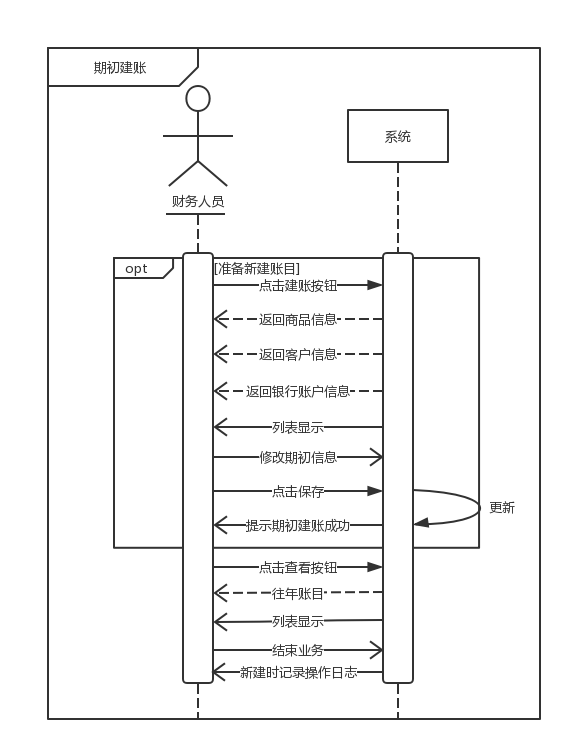 期初建账
系统
财务人员
opt
[准备新建账目]
点击建账按钮
返回商品信息
返回客户信息
返回银行账户信息
列表显示
修改期初信息
点击保存
更新
提示期初建账成功
点击查看按钮
往年账目
列表显示
结束业务
新建时记录操作日志